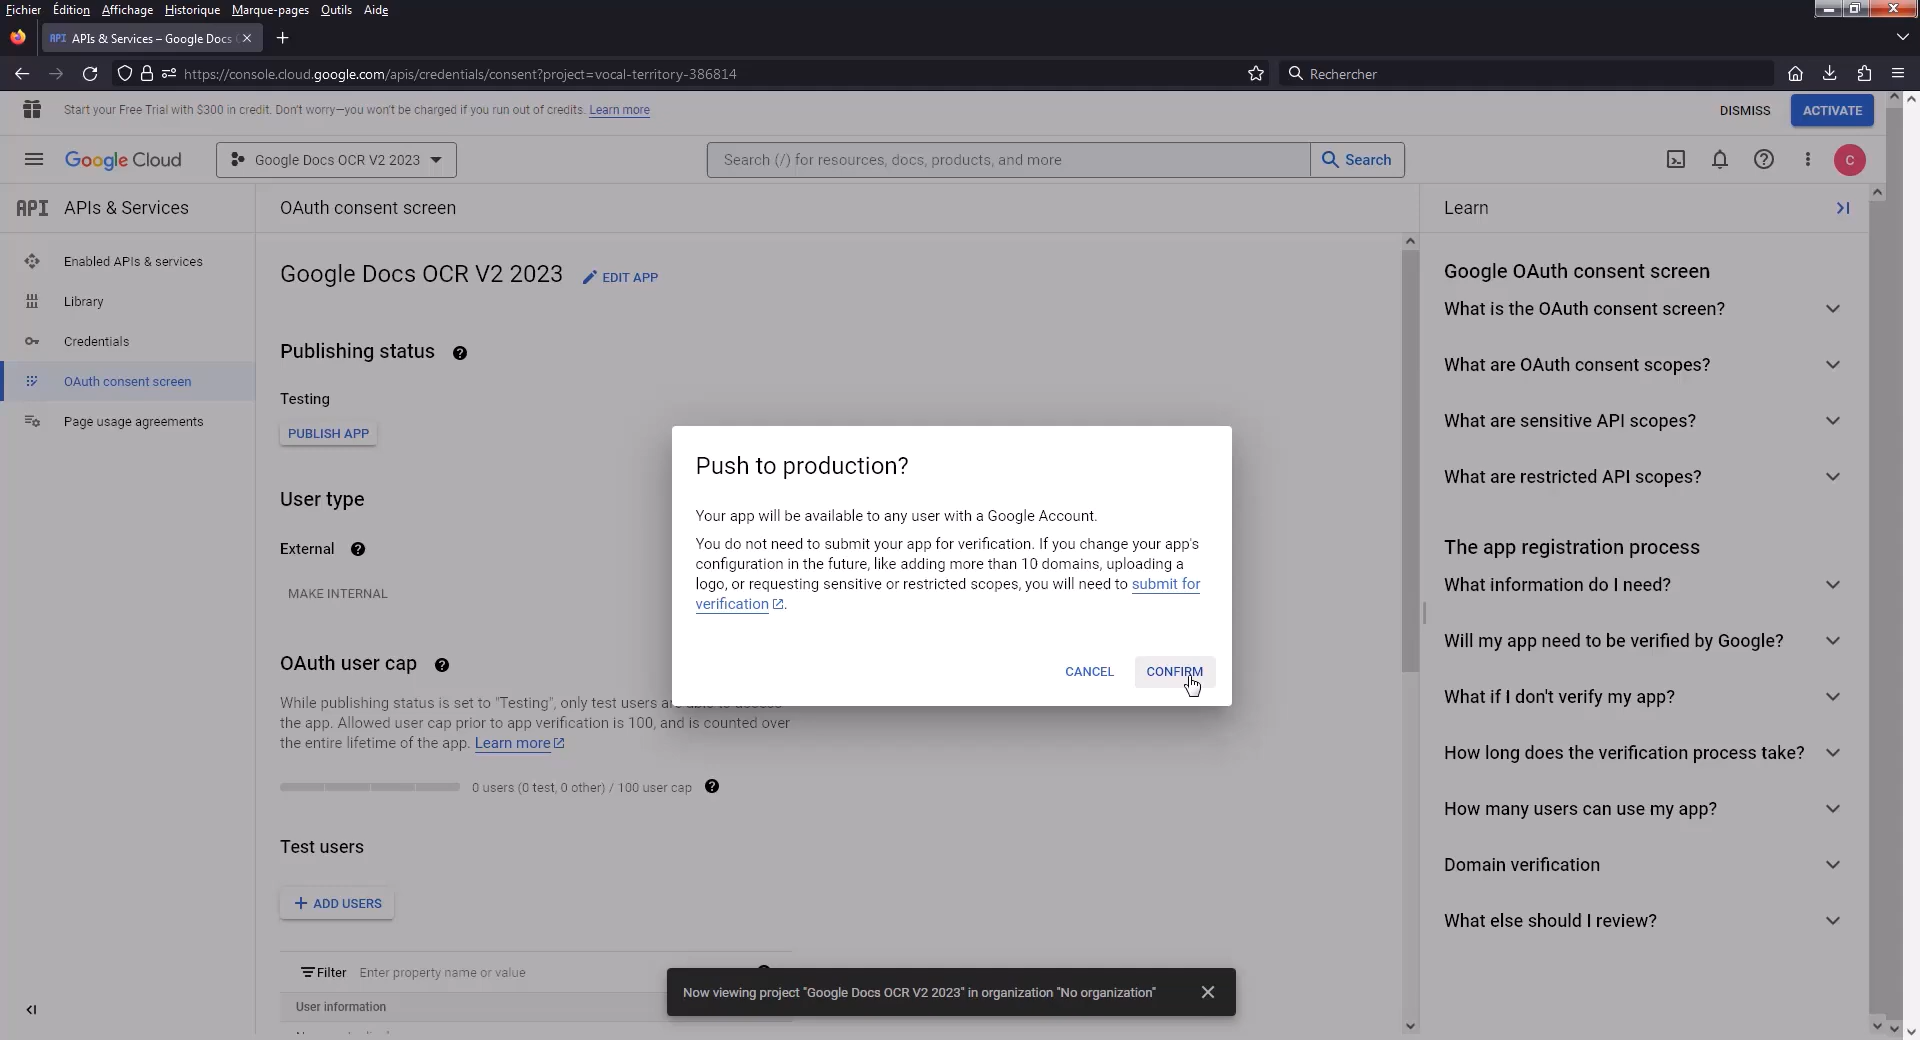 Fichier Édition Affichage Historique Marque-pages Outils Aide
APIs & Services – Google Docs
https://console.cloud.google.com/apis/credentials/consent?project=vocal-territory-386814
Rechercher
Start your Free Trial with $300 in credit. Don't worry—you won't be charged if you run out of credits. Learn more
DISMISS
ACTIVATE
Google Cloud
Google Docs OCR V2 2023
Search (/) for resources, docs, products, and more
Search
C
API APIs & Services
Enabled APIs & services
Library
Credentials
OAuth consent screen
Page usage agreements
OAuth consent screen
Google Docs OCR V2 2023
EDIT APP
Publishing status
Testing
PUBLISH APP
User type
External
MAKE INTERNAL
OAuth user cap
While publishing status is set to "Testing", only test users
the app. Allowed user cap prior to app verification is 100, and is counted over
the entire lifetime of the app. Learn more
0 users (0 test, 0 other) / 100 user cap
Test users
ADD USERS
Filter Enter property name or value
User information
Push to production?
Your app will be available to any user with a Google Account.
You do not need to submit your app for verification. If you change your app's
configuration in the future, like adding more than 10 domains, uploading a
logo, or requesting sensitive or restricted scopes, you will need to submit for
verification.
CANCEL
CONFIRM
Now viewing project "Google Docs OCR V2 2023" in organization "No organization"
Learn
Google OAuth consent screen
What is the OAuth consent screen?
What are OAuth consent scopes?
What are sensitive API scopes?
What are restricted API scopes?
The app registration process
What information do I need?
Will my app need to be verified by Google?
What if I don't verify my app?
How long does the verification process take?
How many users can use my app?
Domain verification
What else should I review?